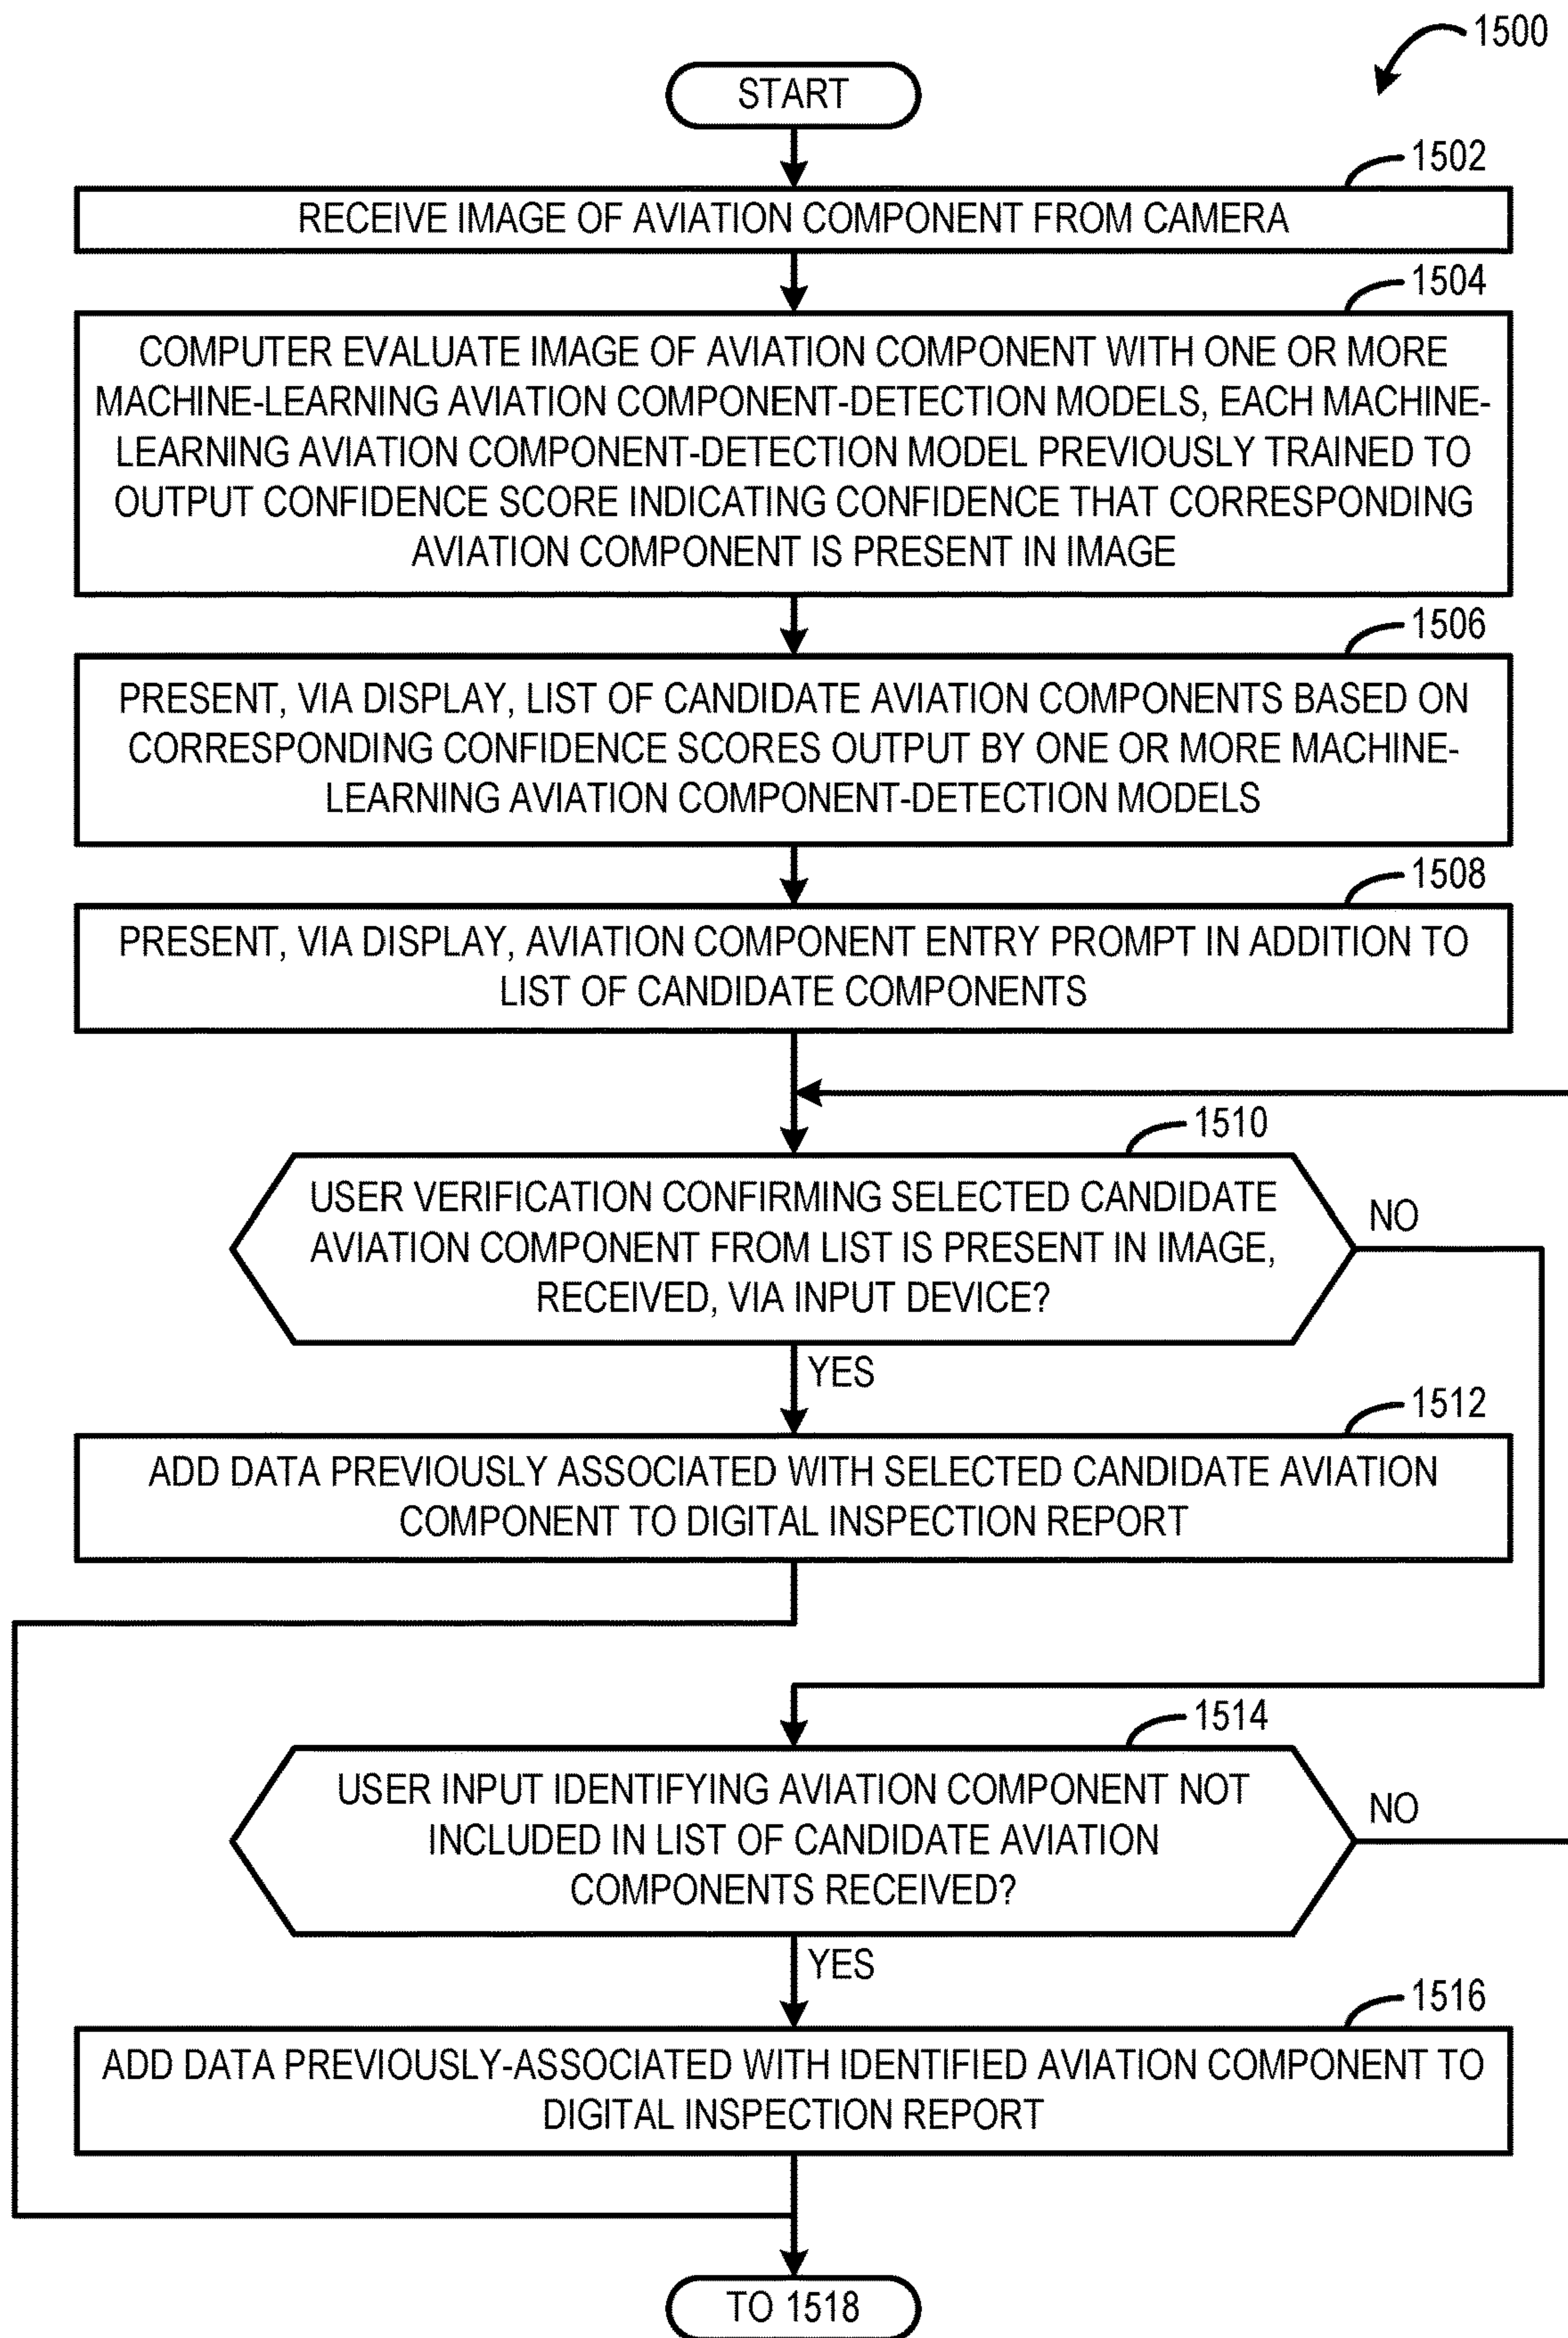 1500
START
1502
RECEIVE IMAGE OF AVIATION COMPONENT FROM CAMERA
1504
COMPUTER EVALUATE IMAGE OF AVIATION COMPONENT WITH ONE OR MORE
MACHINE-LEARNING AVIATION COMPONENT-DETECTION MODELS, EACH MACHINE-
LEARNING AVIATION COMPONENT-DETECTION MODEL PREVIOUSLY TRAINED TO
OUTPUT CONFIDENCE SCORE INDICATING CONFIDENCE THAT CORRESPONDING
AVIATION COMPONENT IS PRESENT IN IMAGE
1506
PRESENT, VIA DISPLAY, LIST OF CANDIDATE AVIATION COMPONENTS BASED ON
CORRESPONDING CONFIDENCE SCORES OUTPUT BY ONE OR MORE MACHINE-
LEARNING AVIATION COMPONENT-DETECTION MODELS
1508
PRESENT, VIA DISPLAY, AVIATION COMPONENT ENTRY PROMPT IN ADDITION TO
LIST OF CANDIDATE COMPONENTS
1510
USER VERIFICATION CONFIRMING SELECTED CANDIDATE
AVIATION COMPONENT FROM LIST IS PRESENT IN IMAGE,
RECEIVED, VIA INPUT DEVICE?
NO
YES
1512
ADD DATA PREVIOUSLY ASSOCIATED WITH SELECTED CANDIDATE AVIATION
COMPONENT TO DIGITAL INSPECTION REPORT
1514
USER INPUT IDENTIFYING AVIATION COMPONENT NOT
INCLUDED IN LIST OF CANDIDATE AVIATION
COMPONENTS RECEIVED?
NO
YES
1516
ADD DATA PREVIOUSLY-ASSOCIATED WITH IDENTIFIED AVIATION COMPONENT TO
DIGITAL INSPECTION REPORT
TO 1518